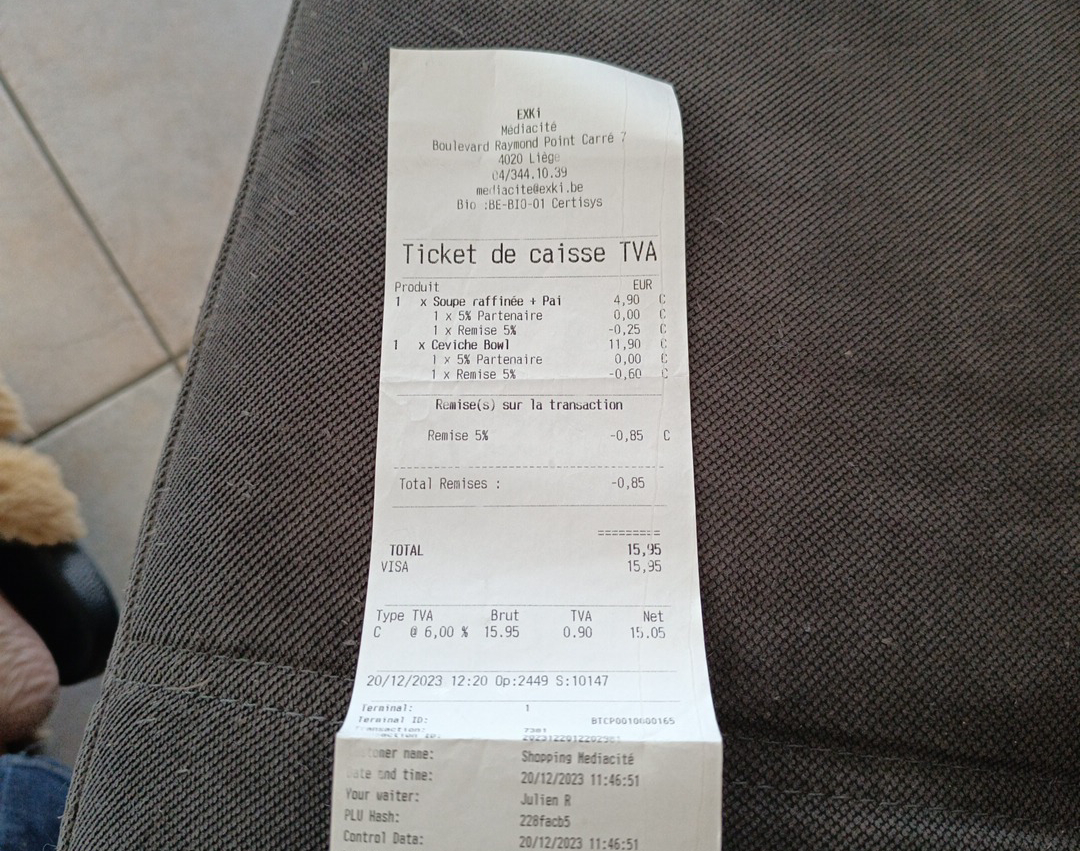 EXKi
Médiacité
Boulevard Raymond Point Carré 7
4020 Liège
04/344.10.39
mediacite@exki.be
Bio :BE-BIO-01 Certisys
Ticket de caisse TVA
Produit EUR
1 x Soupe raffinée + Pai 4,90 C
1 x 5% Partenaire 0,00 C
1 x Remise 5% -0,25 C
1 x Ceviche Bowl 11,90 C
1 x 5% Partenaire 0,00 C
1 x Remise 5% -0,60 C
Remise(s) sur la transaction
Remise 5% -0,85 C
Total Remises : -0,85
=========
TOTAL 15,95
VISA 15,95
Type TVA Brut TVA Net
C @ 6,00 % 15.95 0.90 15.05
20/12/2023 12:20 Op:2449 S:10147
Terminal: 1
Terminal ID: BTCP0010600165
name: Shopping Mediacité
Date and time: 20/12/2023 11:46:51
Your waiter: Julien R
PLU Hash: 228facb5
Control Data: 20/12/2023 11:46:51